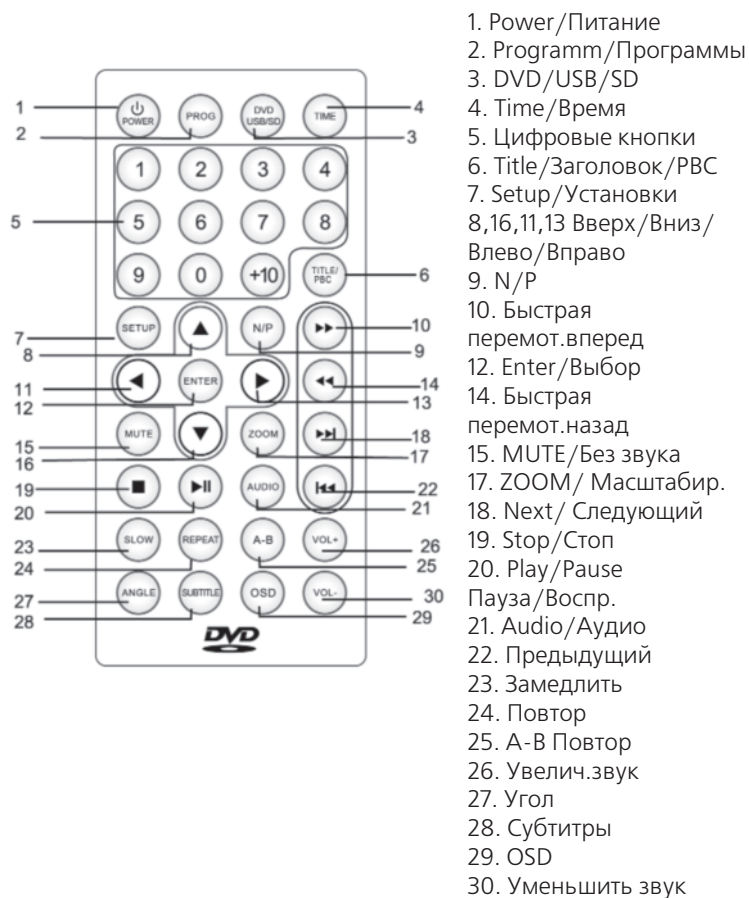 1. Power/Питание
2. Programm/Программы
3. DVD/USB/SD
4. Time/Время
5. Цифровые кнопки
6. Title/Заголовок/PBC
7. Setup/Установки
8,16,11,13 Вверх/Вниз/
Влево/Вправо
9. N/P
10. Быстрая
перемот.вперед
12. Enter/Выбор
14. Быстрая
перемот.назад
15. MUTE/Без звука
17. ZOOM/ Масштабир.
18. Next/ Следующий
19. Stop/Стоп
20. Play/Pause
Пауза/Воспр.
21. Audio/Аудио
22. Предыдущий
23. Замедлить
24. Повтор
25. A-B Повтор
26. Увелич.звук
27. Угол
28. Субтитры
29. OSD
30. Уменьшить звук
1 POWER PROG DVD USB/SD TIME 4
2 3
1 2 3 4
5 5 6 7 8
9 0 +10 TITLE/PBC 6
7 SETUP N/P 10
8 9
11 ENTER 14
12 13
15 MUTE ZOOM 18
16 17
19 22
20 AUDIO 21
23 SLOW REPEAT A-B VOL+ 26
24 25
27 ANGLE SUBTITLE OSD VOL- 30
28 29
DVD